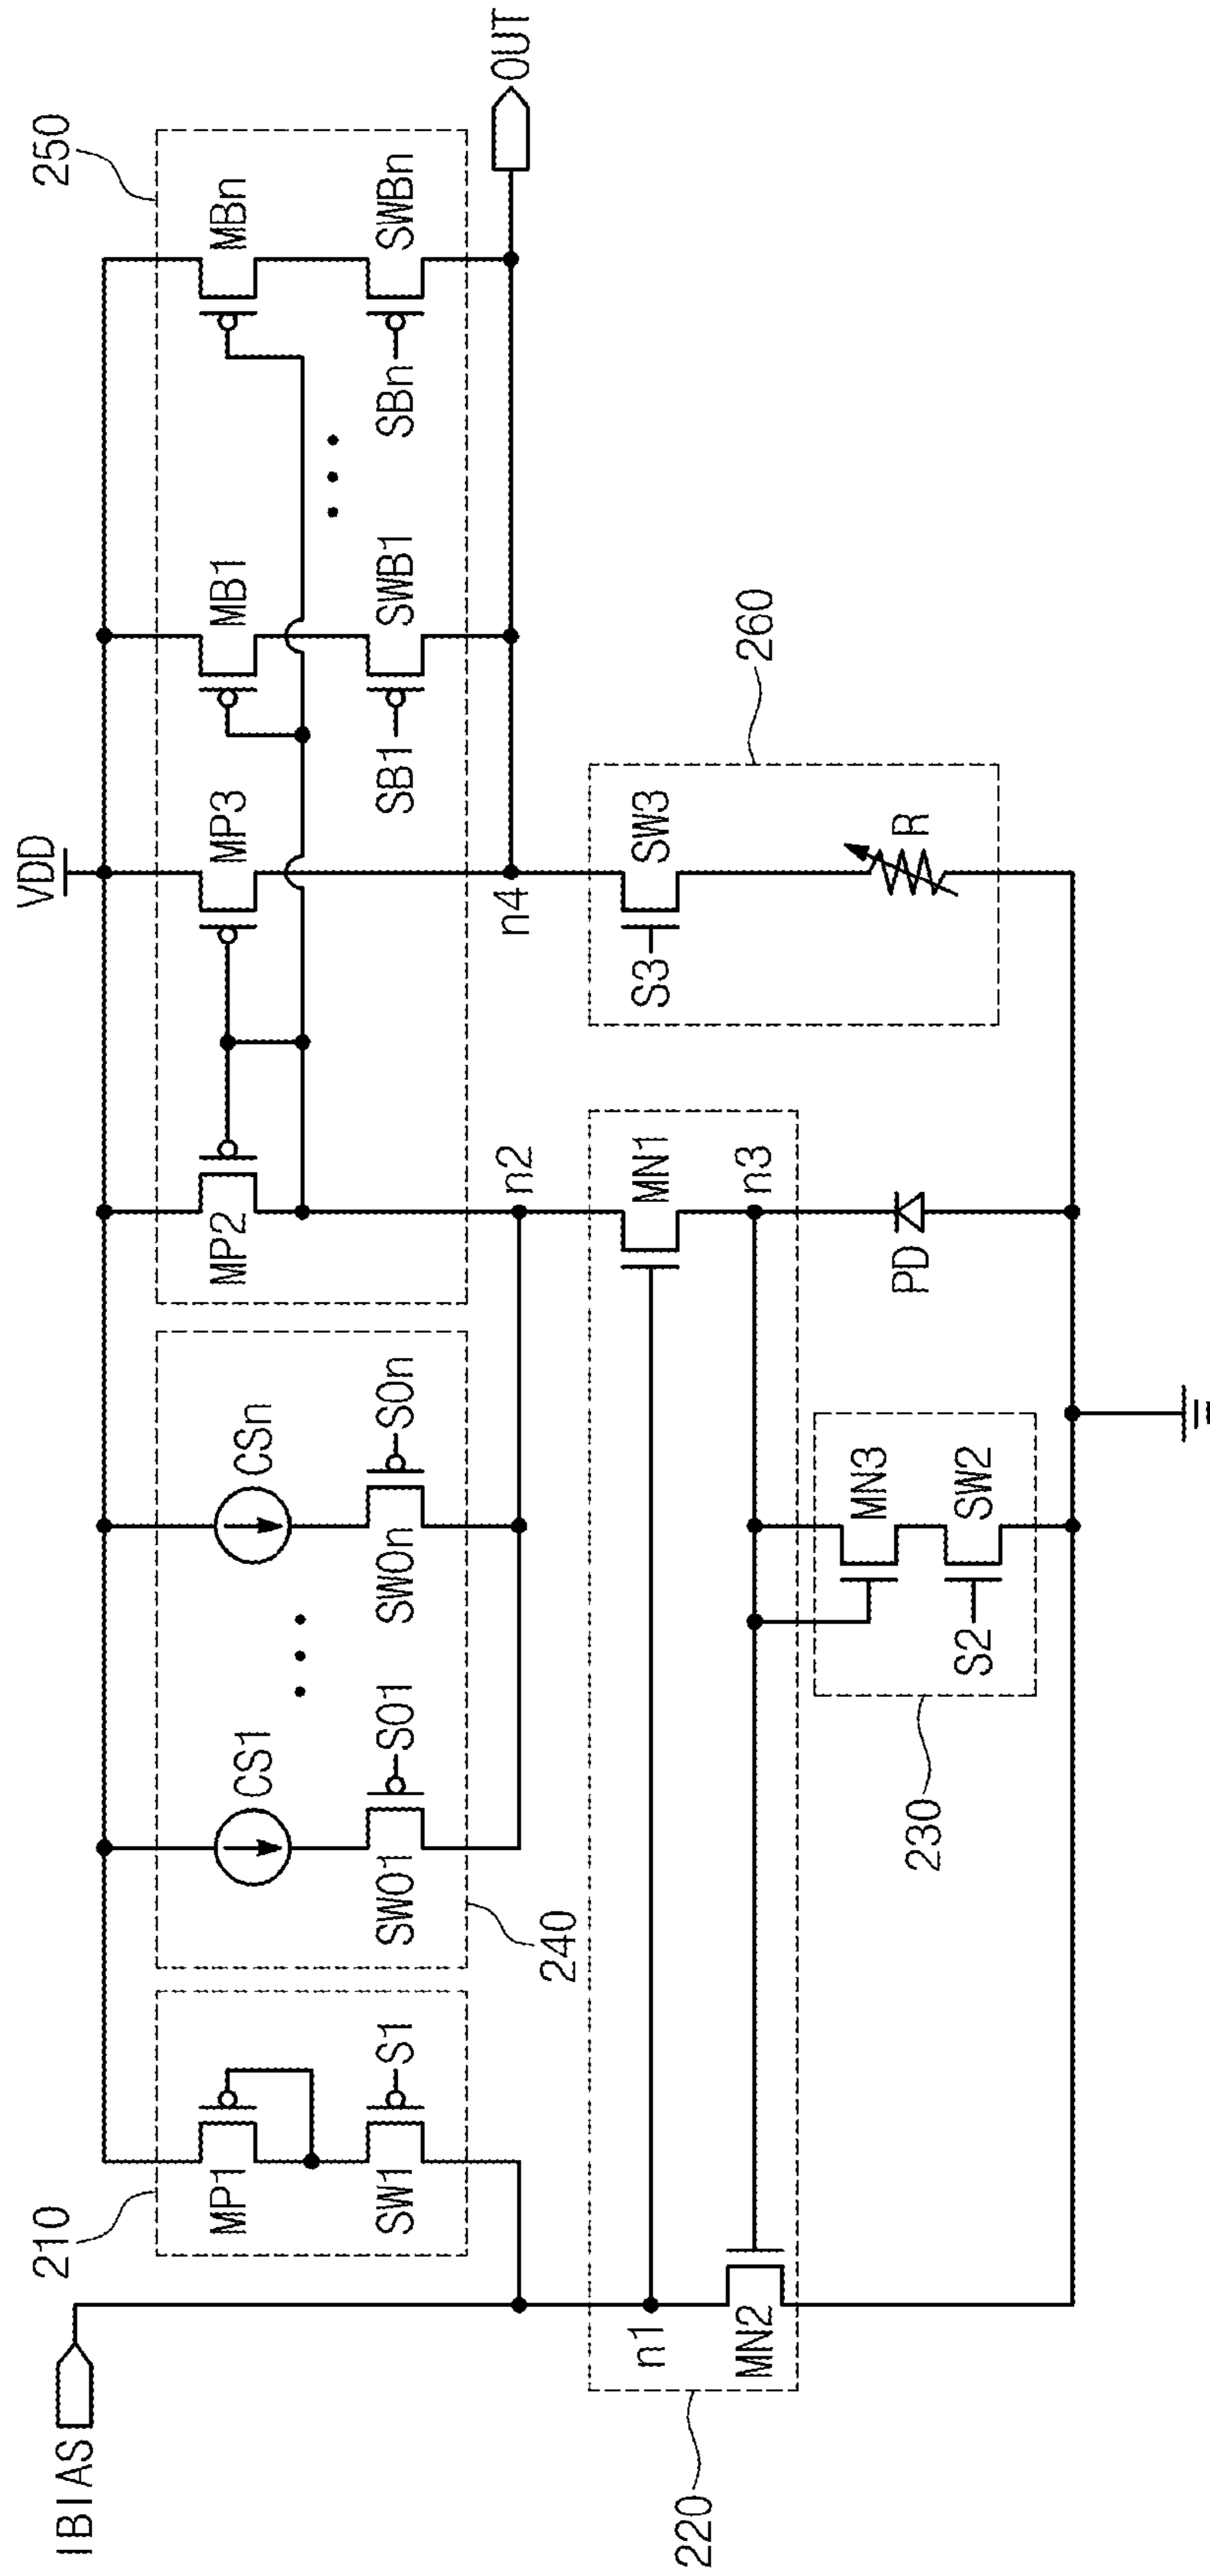 VDD
210
250
IBIAS
MP1
CS1
CSn
MP2
MP3
MB1
MBn
SW1
S1
SWO1
SO1
SWOn
SOn
SB1
SWB1
SBn
SWBn
n2
n4
OUT
240
n1
MN1
S3
SW3
220
MN2
n3
260
MN3
PD
R
230
S2
SW2